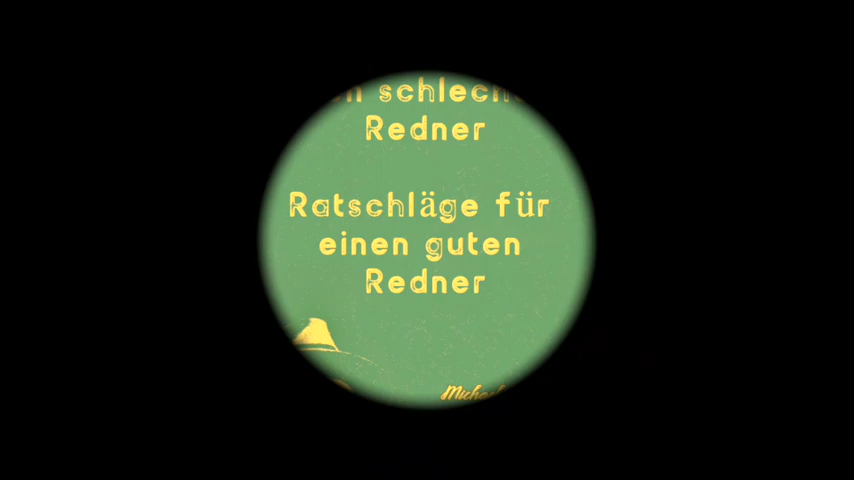 Redner
Ratschläge für
einen guten
Redner